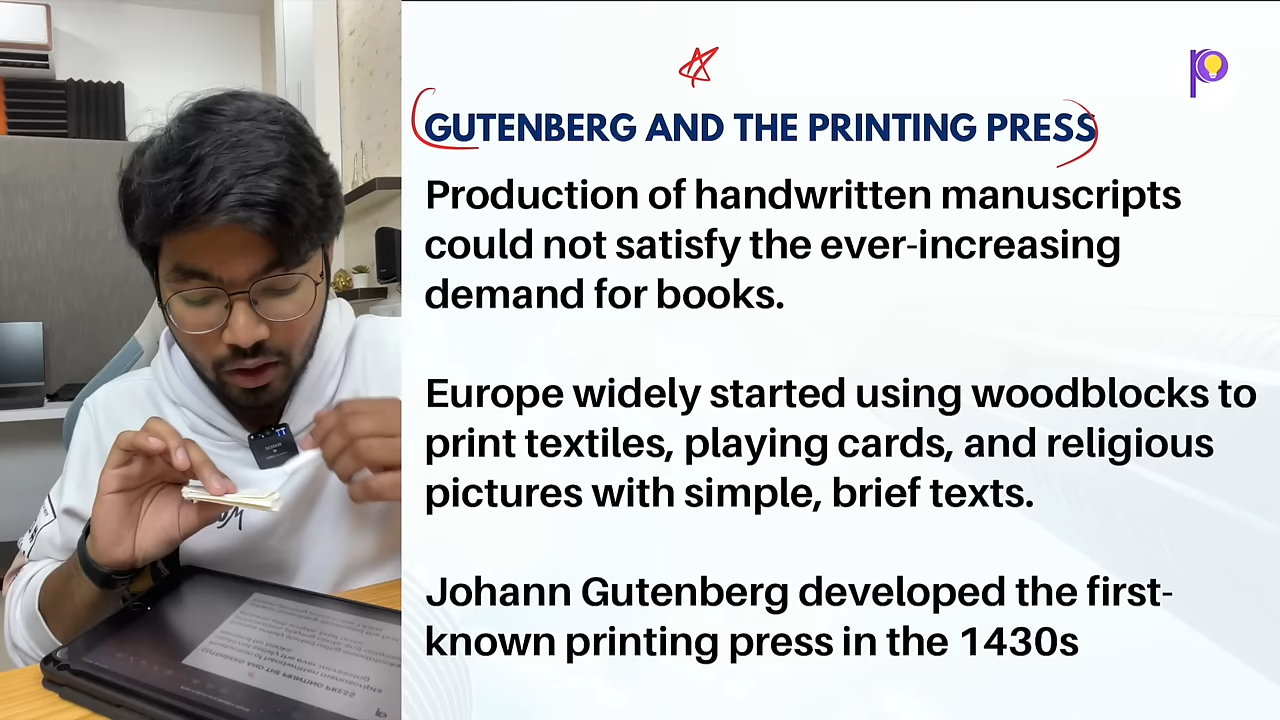 GUTENBERG AND THE PRINTING PRESS
Production of handwritten manuscripts
could not satisfy the ever-increasing
demand for books.
Europe widely started using woodblocks to
print textiles, playing cards, and religious
pictures with simple, brief texts.
Johann Gutenberg developed the first-
known printing press in the 1430s